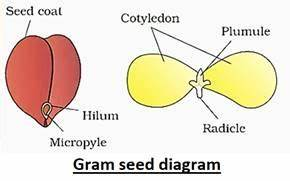 Seed coat
Cotyledon
Plumule
Hilum
Micropyle
Radicle
Gram seed diagram